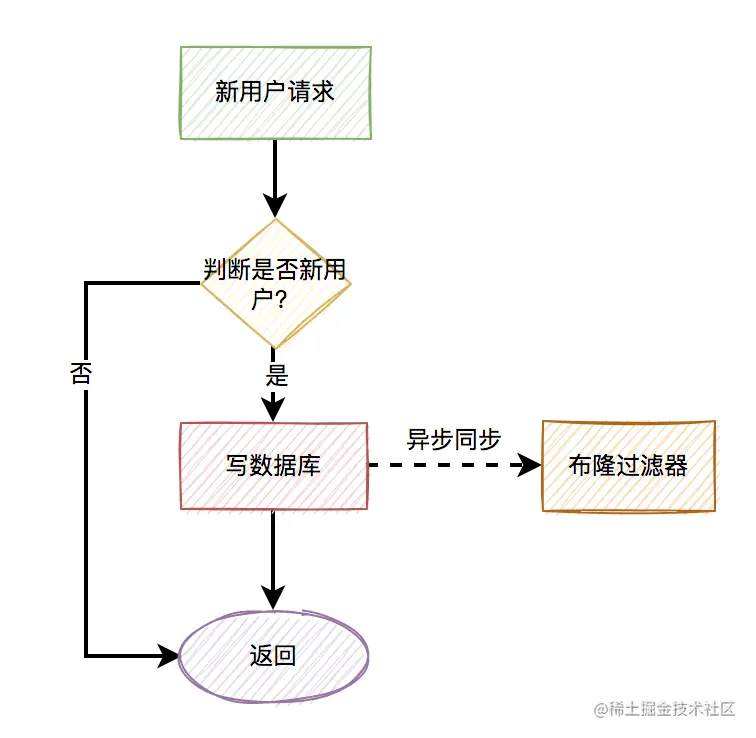 新用户请求
判断是否新用
户?
否
是
写数据库
异步同步
布隆过滤器
返回
@稀土掘金技术社区